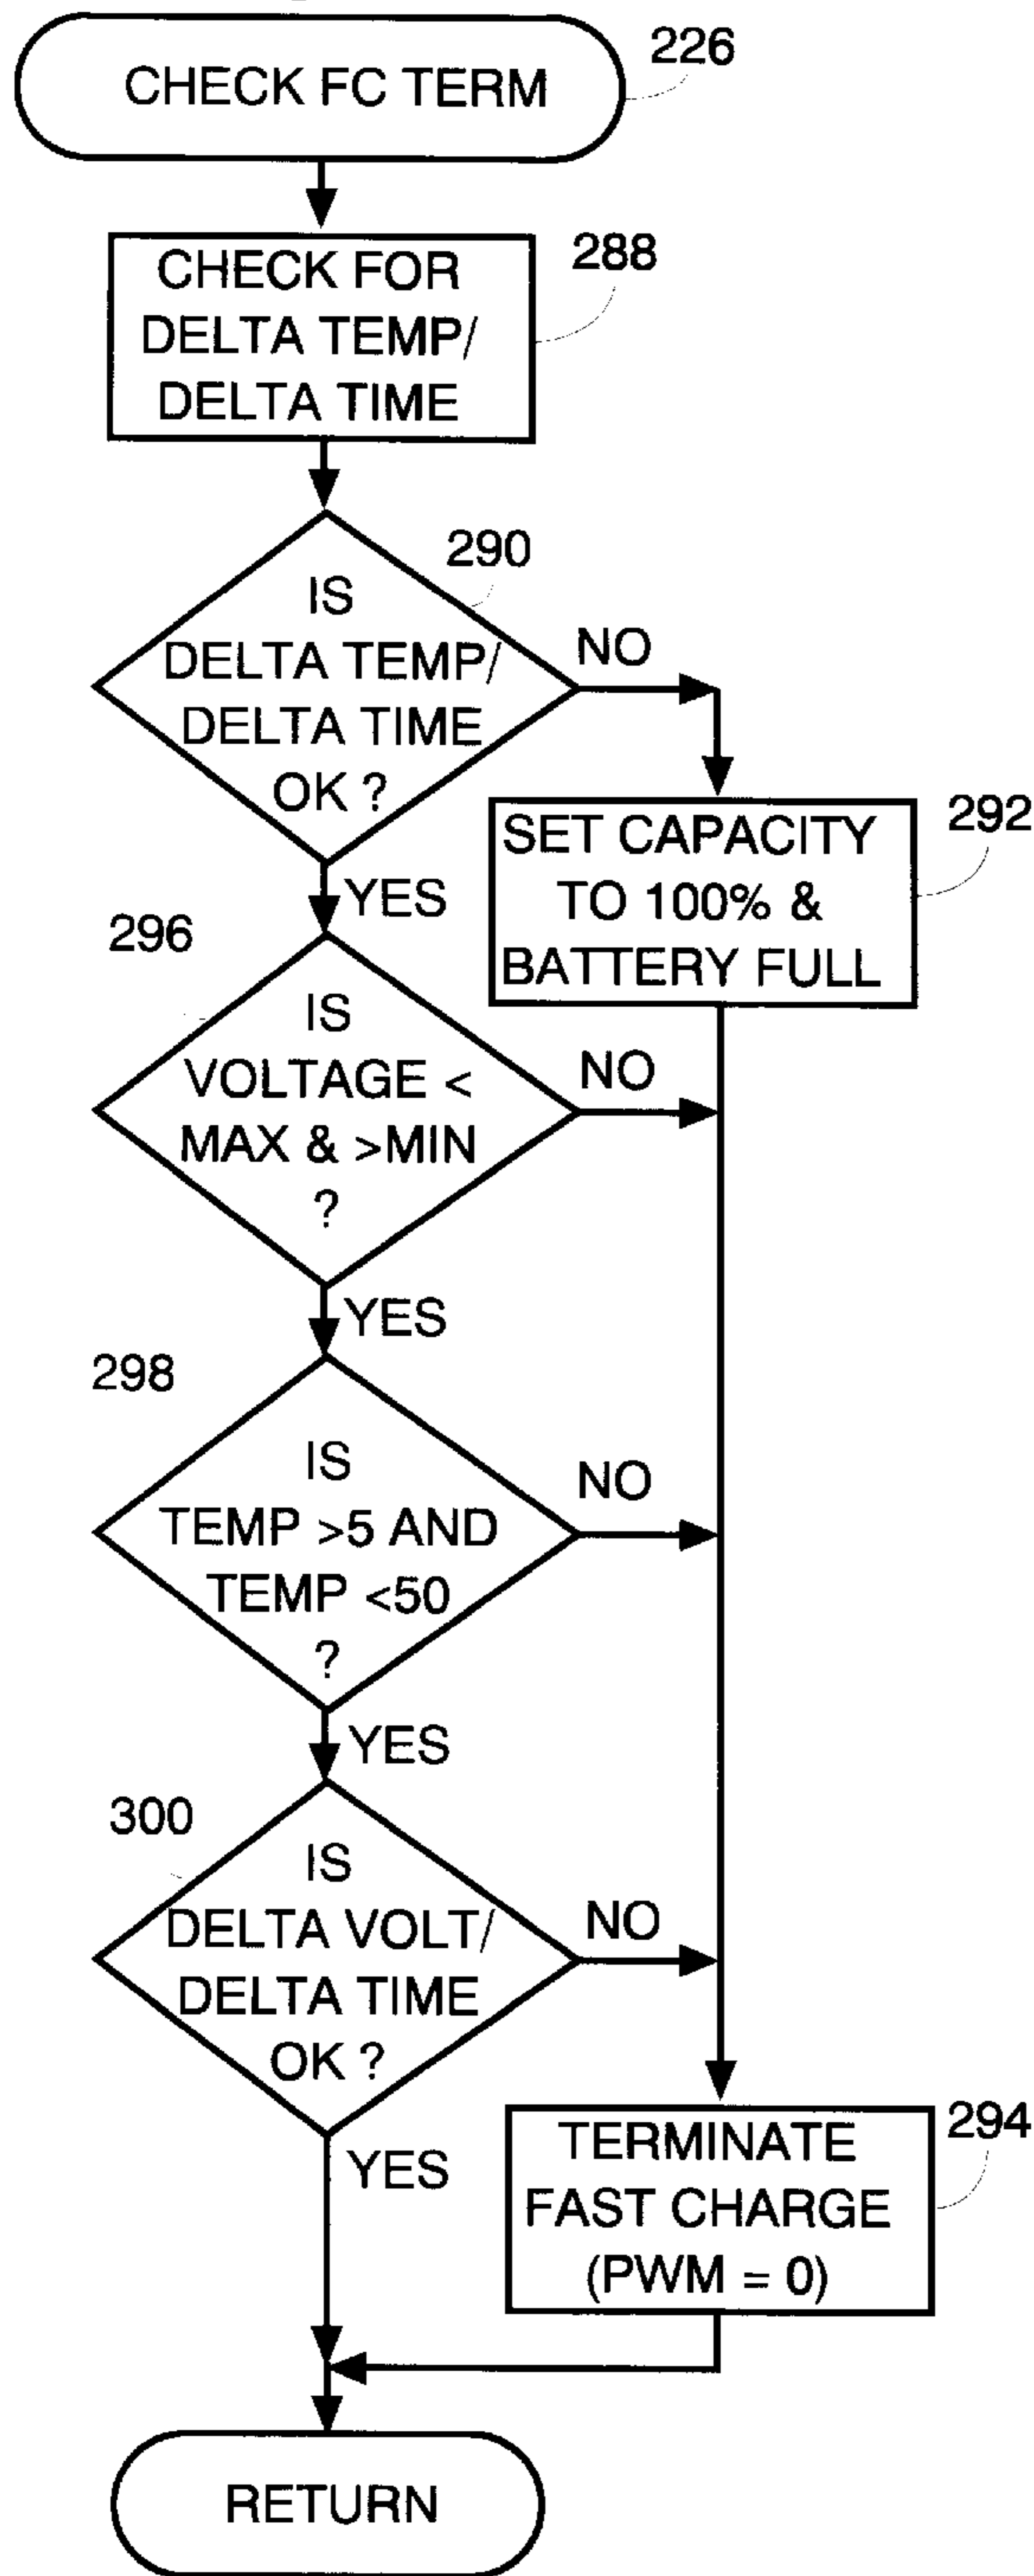 CHECK FC TERM
226
CHECK FOR
DELTA TEMP/
DELTA TIME
288
IS
DELTA TEMP/
DELTA TIME
OK ?
290
NO
YES
SET CAPACITY
TO 100% &
BATTERY FULL
292
296
IS
VOLTAGE <
MAX & >MIN
?
NO
YES
298
IS
TEMP >5 AND
TEMP <50
?
NO
YES
300
IS
DELTA VOLT/
DELTA TIME
OK ?
NO
YES
TERMINATE
FAST CHARGE
(PWM = 0)
294
RETURN